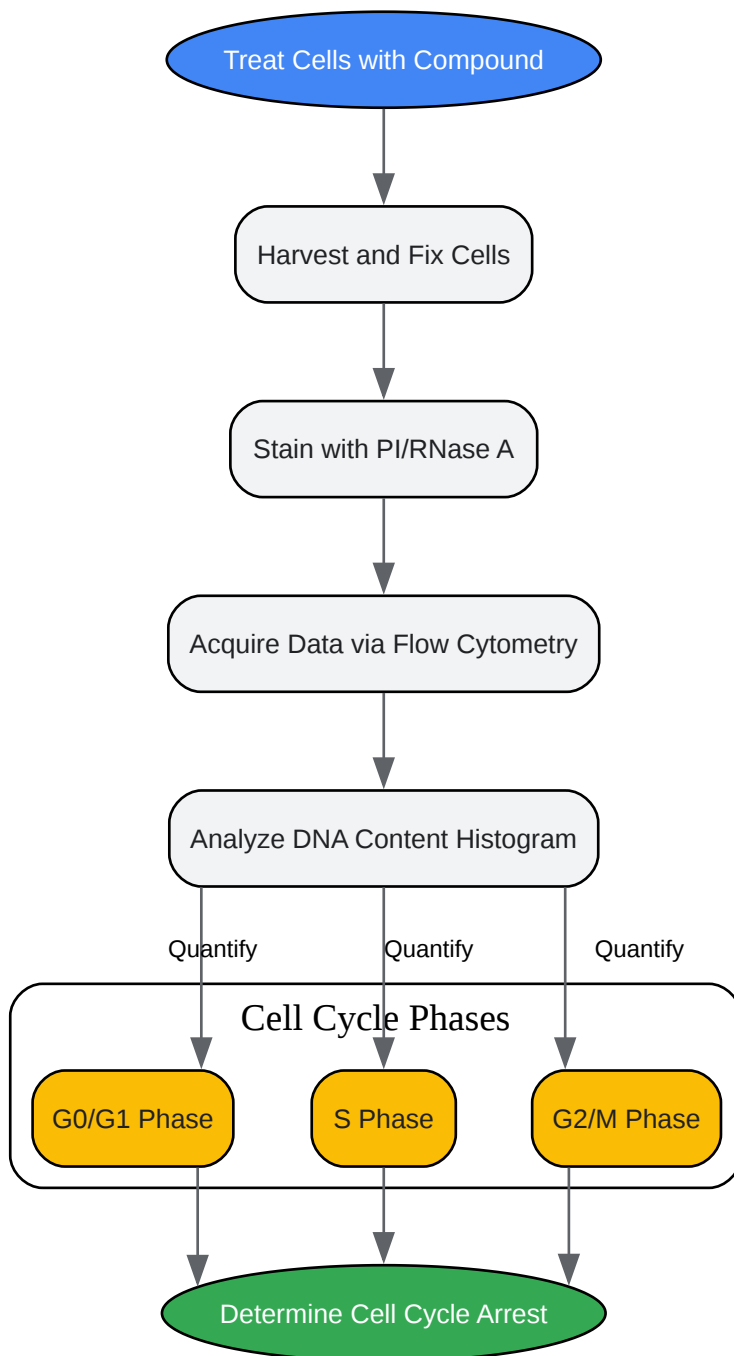 Treat Cells with Compound
Harvest and Fix Cells
Stain with PI/RNase A
Acquire Data via Flow Cytometry
Analyze DNA Content Histogram
Quantify
Quantify
Quantify
Cell Cycle Phases
G0/G1 Phase
S Phase
G2/M Phase
Determine Cell Cycle Arrest